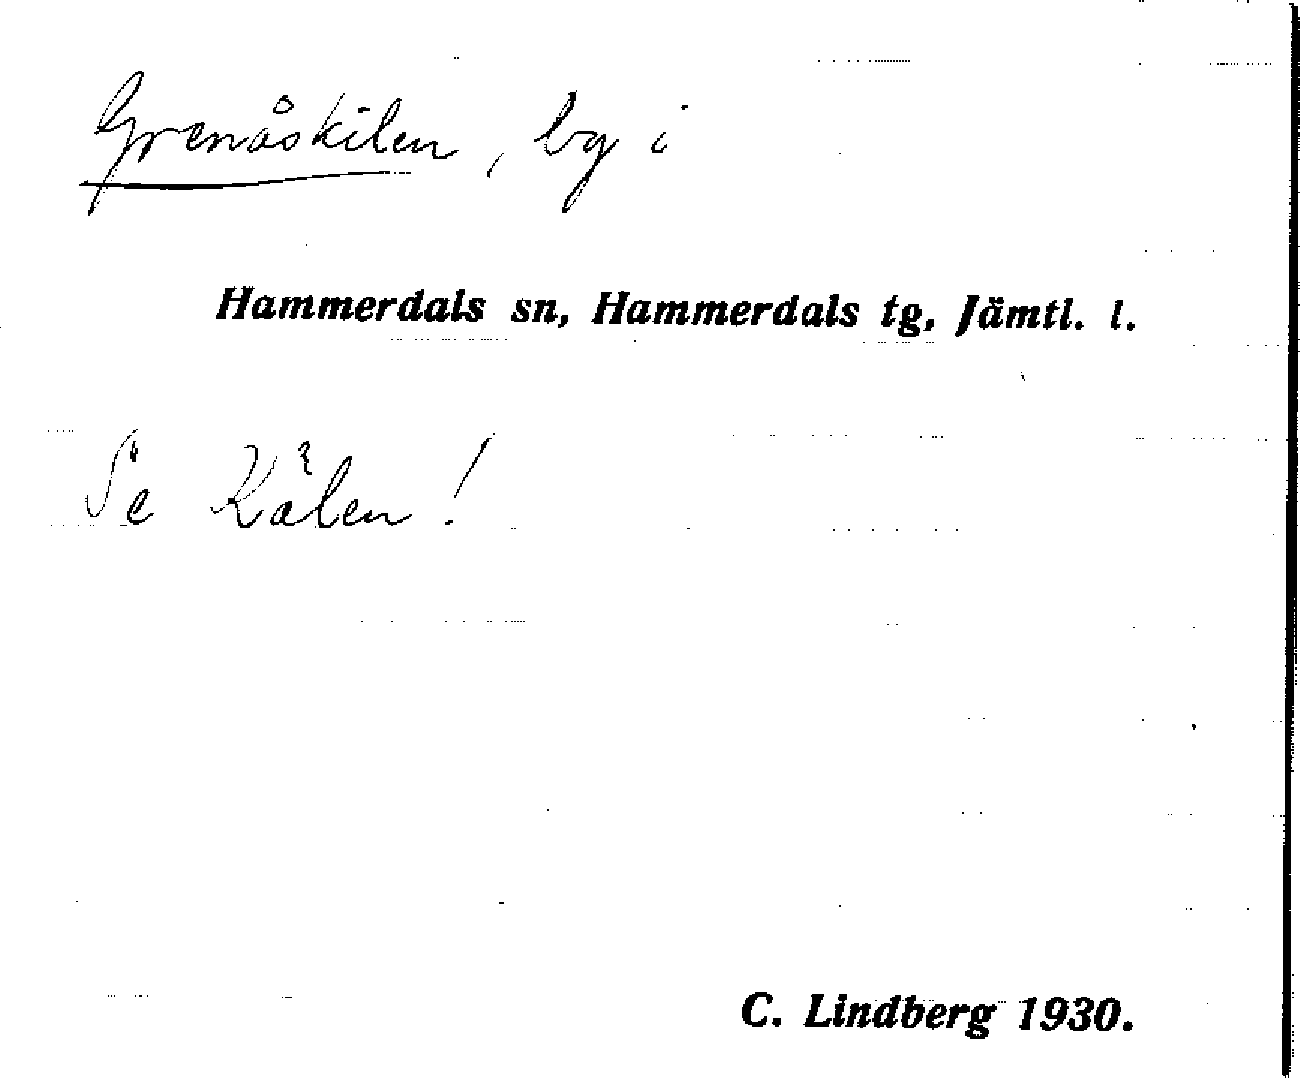 Grenåskilen, by i
Hammerdals sn, Hammerdals tg, Jämtl. l.
Se Kälen!
C. Lindberg 1930.